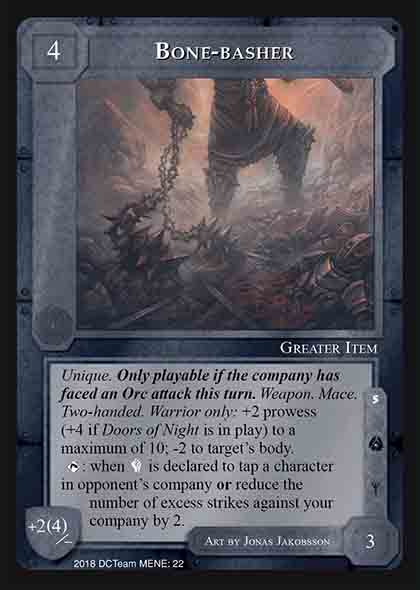 4
BONE-BASHER
GREATER ITEM
Unique. Only playable if the company has
faced an Orc attack this turn. Weapon. Mace.
Two-handed. Warrior only: +2 prowess
(+4 if Doors of Night is in play) to a
maximum of 10; -2 to target's body.
: when is declared to tap a character
in opponent's company or reduce the
number of excess strikes against your
company by 2.
5
+2(4)
/–
ART BY JONAS JAKOBSSON
3
2018 DCTeam MENE: 22